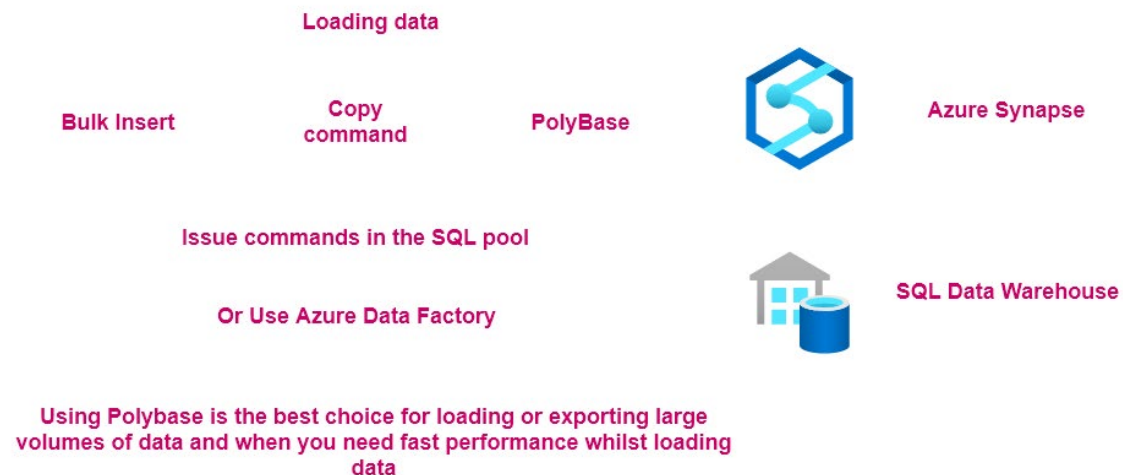 Loading data
Bulk Insert
Copy
command
PolyBase
Azure Synapse
Issue commands in the SQL pool
SQL Data Warehouse
Or Use Azure Data Factory
Using Polybase is the best choice for loading or exporting large
volumes of data and when you need fast performance whilst loading
data